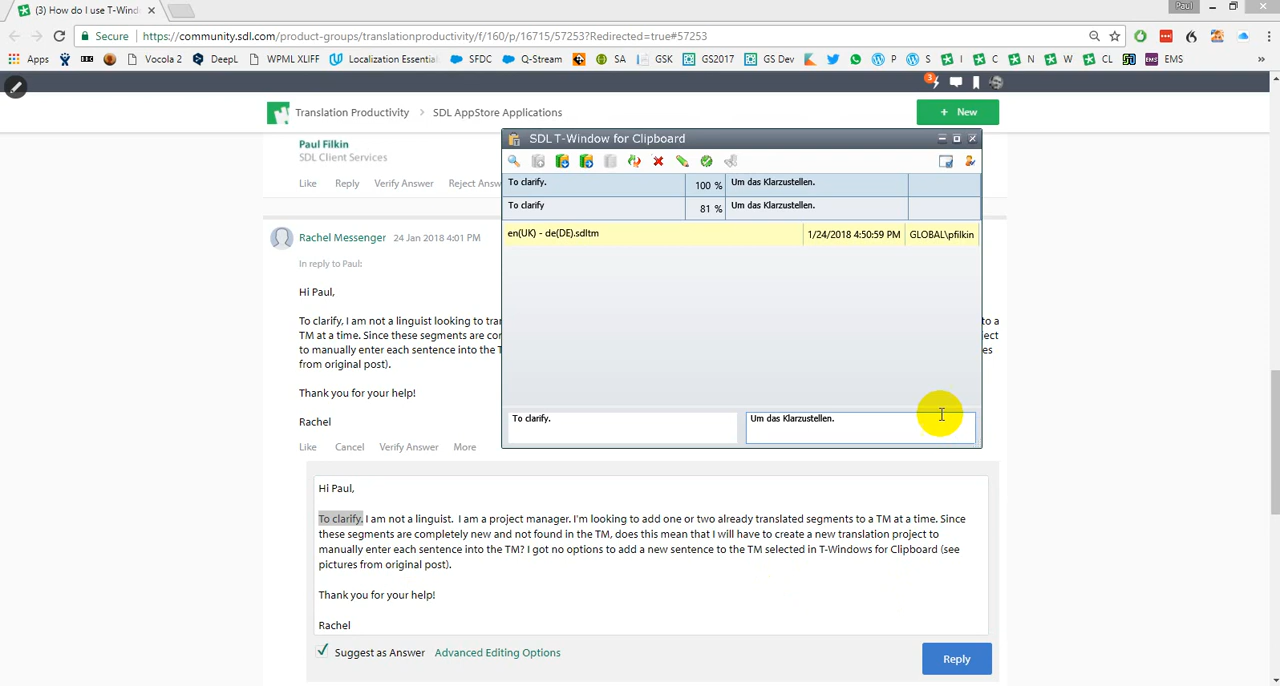 (3) How do I use T-Wind
Paul
Secure
https://community.sdl.com/product-groups/translationproductivity/f/160/p/16715/57253?Redirected=true#57253
Apps
Vocola 2
DeepL
WPML XLIFF
Localization Essential
SFDC
Q-Stream
SA
GSK
GS2017
GS Dev
P
S
I
C
N
W
CL
EMS
»
3
Translation Productivity > SDL AppStore Applications
+ New
Paul Filkin
SDL Client Services
Like Reply Verify Answer Reject Answ
Rachel Messenger 24 Jan 2018 4:01 PM
In reply to Paul:
Hi Paul,
To clarify, I am not a linguist looking to tra
to a
TM at a time. Since these segments are co
ect
to manually enter each sentence into the T
es
from original post).
Thank you for your help!
Rachel
Like Cancel Verify Answer More
SDL T-Window for Clipboard
To clarify. 100 % Um das Klarzustellen.
To clarify 81 % Um das Klarzustellen.
en(UK) - de(DE).sdltm 1/24/2018 4:50:59 PM GLOBAL\pfilkin
To clarify. Um das Klarzustellen.
Hi Paul,
To clarify. I am not a linguist.  I am a project manager. I'm looking to add one or two already translated segments to a TM at a time. Since
these segments are completely new and not found in the TM, does this mean that I will have to create a new translation project to
manually enter each sentence into the TM? I got no options to add a new sentence to the TM selected in T-Windows for Clipboard (see
pictures from original post).
Thank you for your help!
Rachel
Suggest as Answer Advanced Editing Options
Reply